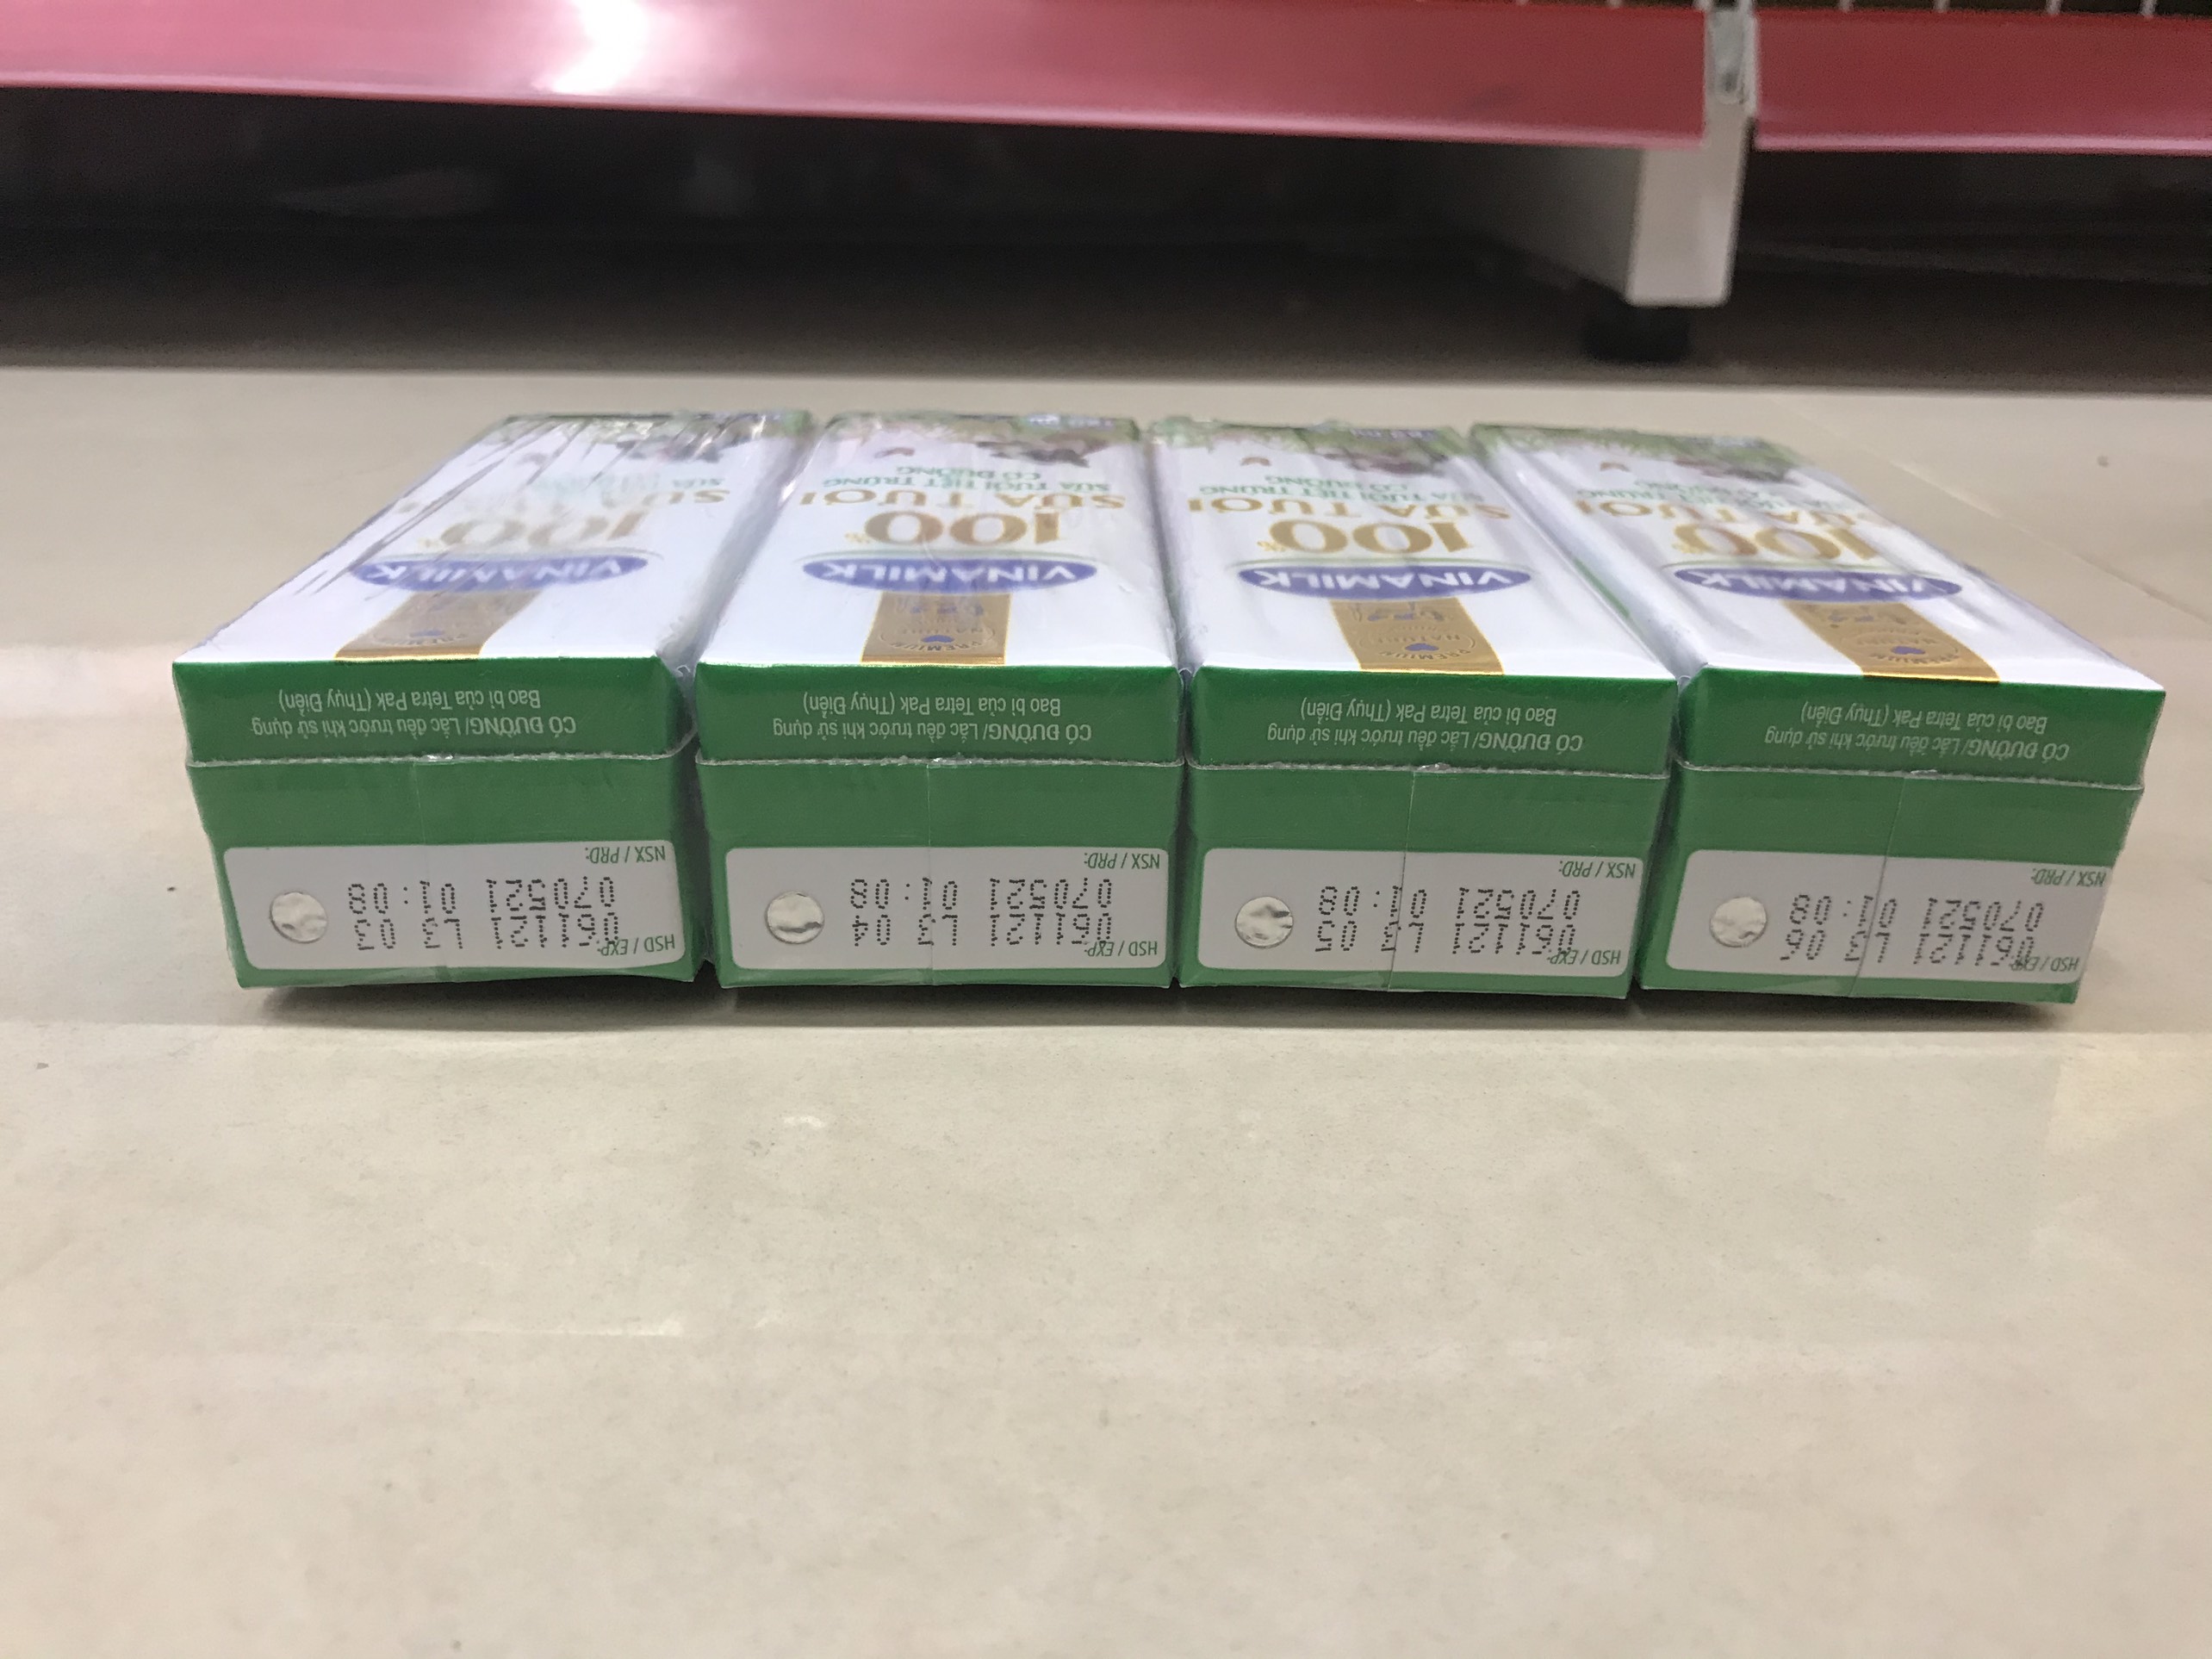 HSD / EXP:
061121 L3 06
070521 01:08
NSX / PRD:
CÓ ĐƯỜNG/ Lắc đều trước khi sử dụng
Bao bì của Tetra Pak (Thụy Điển)
PREMIUM
VINAMILK
100%
SỮA TƯƠI
HSD / EXP:
061121 L3 05
070521 01:08
NSX / PRD:
CÓ ĐƯỜNG/ Lắc đều trước khi sử dụng
Bao bì của Tetra Pak (Thụy Điển)
PREMIUM
NATURE
VINAMILK
100%
SỮA TƯƠI
SỮA TƯƠI TIỆT TRÙNG
CÓ ĐƯỜNG
HSD / EXP:
061121 L3 04
070521 01:08
NSX / PRD:
CÓ ĐƯỜNG/ Lắc đều trước khi sử dụng
Bao bì của Tetra Pak (Thụy Điển)
PREMIUM
NATURE
VINAMILK
100%
SỮA TƯƠI
SỮA TƯƠI TIỆT TRÙNG
CÓ ĐƯỜNG
HSD / EXP:
061121 L3 03
070521 01:08
NSX / PRD:
CÓ ĐƯỜNG/ Lắc đều trước khi sử dụng
Bao bì của Tetra Pak (Thụy Điển)
PREMIUM
VINAMILK
100%
SỮA